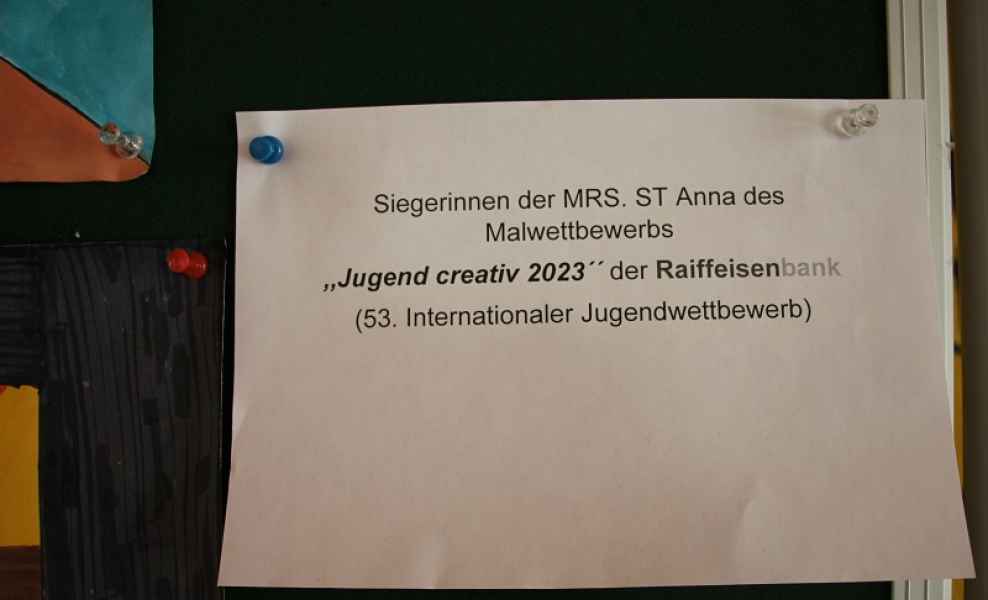 Siegerinnen der MRS. ST Anna des
Malwettbewerbs
,,Jugend creativ 2023´´ der Raiffeisenbank
(53. Internationaler Jugendwettbewerb)